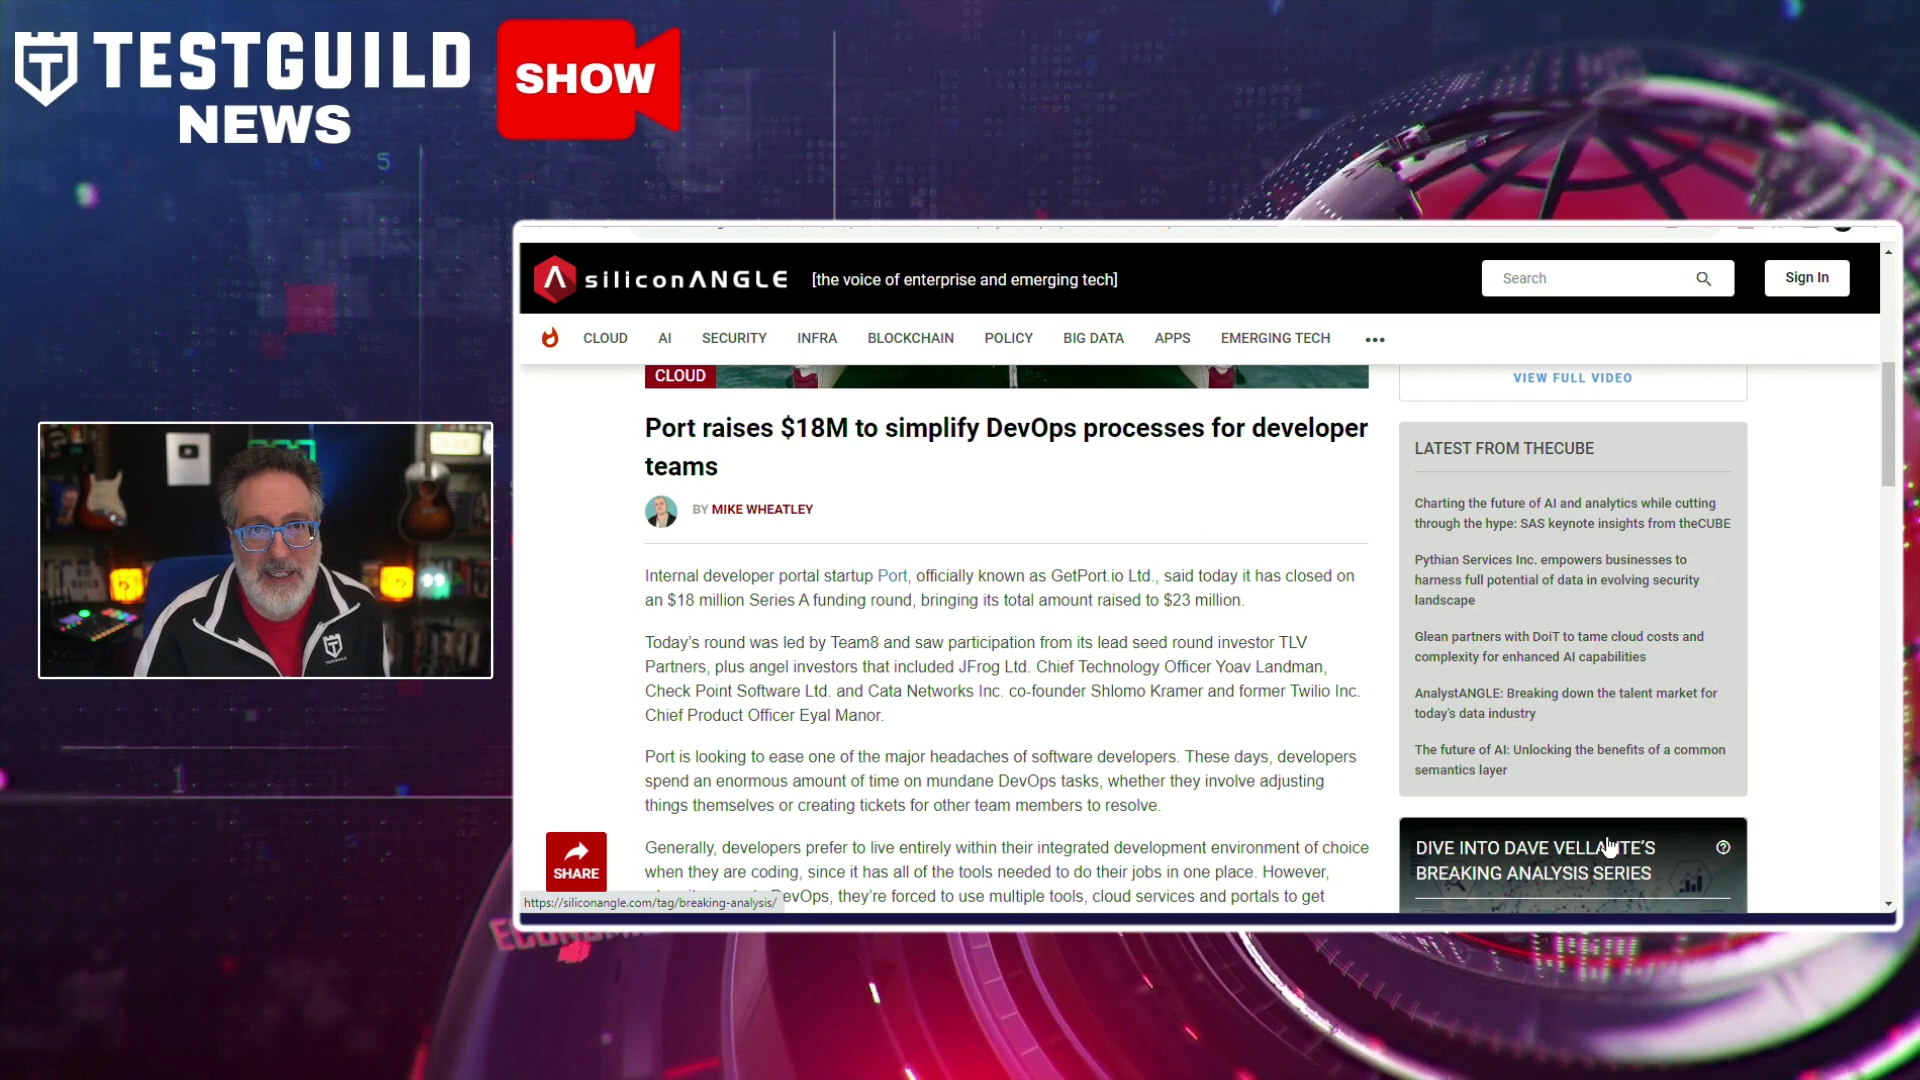 TESTGUILD
NEWS
SHOW
5
1
siliconANGLE
[the voice of enterprise and emerging tech]
Search
Sign In
CLOUD AI SECURITY INFRA BLOCKCHAIN POLICY BIG DATA APPS EMERGING TECH •••
CLOUD
Port raises $18M to simplify DevOps processes for developer
teams
BY MIKE WHEATLEY
Internal developer portal startup Port, officially known as GetPort.io Ltd., said today it has closed on
an $18 million Series A funding round, bringing its total amount raised to $23 million.
Today's round was led by Team8 and saw participation from its lead seed round investor TLV
Partners, plus angel investors that included JFrog Ltd. Chief Technology Officer Yoav Landman,
Check Point Software Ltd. and Cata Networks Inc. co-founder Shlomo Kramer and former Twilio Inc.
Chief Product Officer Eyal Manor.
Port is looking to ease one of the major headaches of software developers. These days, developers
spend an enormous amount of time on mundane DevOps tasks, whether they involve adjusting
things themselves or creating tickets for other team members to resolve.
Generally, developers prefer to live entirely within their integrated development environment of choice
when they are coding, since it has all of the tools needed to do their jobs in one place. However,
DevOps, they're forced to use multiple tools, cloud services and portals to get
SHARE
https://siliconangle.com/tag/breaking-analysis/
VIEW FULL VIDEO
LATEST FROM THECUBE
Charting the future of AI and analytics while cutting
through the hype: SAS keynote insights from theCUBE
Pythian Services Inc. empowers businesses to
harness full potential of data in evolving security
landscape
Glean partners with DoiT to tame cloud costs and
complexity for enhanced AI capabilities
AnalystANGLE: Breaking down the talent market for
today's data industry
The future of AI: Unlocking the benefits of a common
semantics layer
DIVE INTO DAVE VELLANTE'S
BREAKING ANALYSIS SERIES